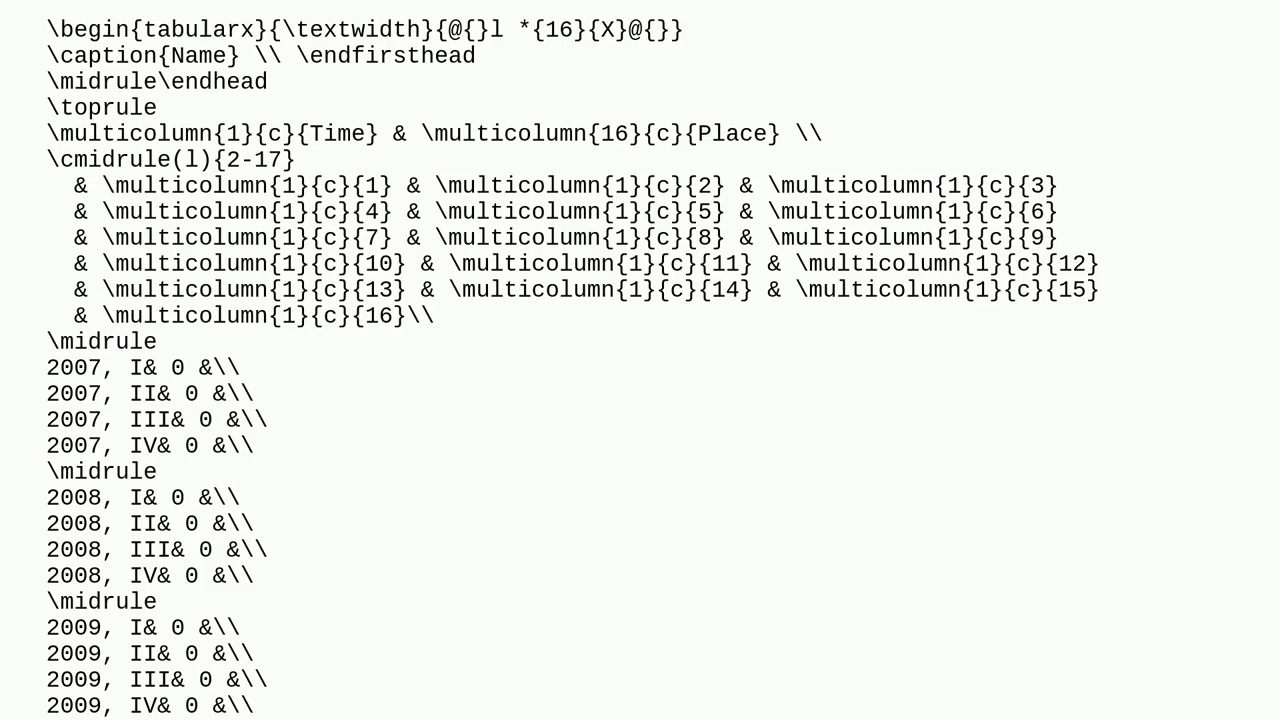 \begin{tabularx}{\textwidth}{@{}l *{16}{X}@{}}
\caption{Name} \\ \endfirsthead
\midrule\endhead
\toprule
\multicolumn{1}{c}{Time} & \multicolumn{16}{c}{Place} \\
\cmidrule(l){2-17}
  & \multicolumn{1}{c}{1} & \multicolumn{1}{c}{2} & \multicolumn{1}{c}{3}
  & \multicolumn{1}{c}{4} & \multicolumn{1}{c}{5} & \multicolumn{1}{c}{6}
  & \multicolumn{1}{c}{7} & \multicolumn{1}{c}{8} & \multicolumn{1}{c}{9}
  & \multicolumn{1}{c}{10} & \multicolumn{1}{c}{11} & \multicolumn{1}{c}{12}
  & \multicolumn{1}{c}{13} & \multicolumn{1}{c}{14} & \multicolumn{1}{c}{15}
  & \multicolumn{1}{c}{16}\\
\midrule
2007, I& 0 &\\
2007, II& 0 &\\
2007, III& 0 &\\
2007, IV& 0 &\\
\midrule
2008, I& 0 &\\
2008, II& 0 &\\
2008, III& 0 &\\
2008, IV& 0 &\\
\midrule
2009, I& 0 &\\
2009, II& 0 &\\
2009, III& 0 &\\
2009, IV& 0 &\\